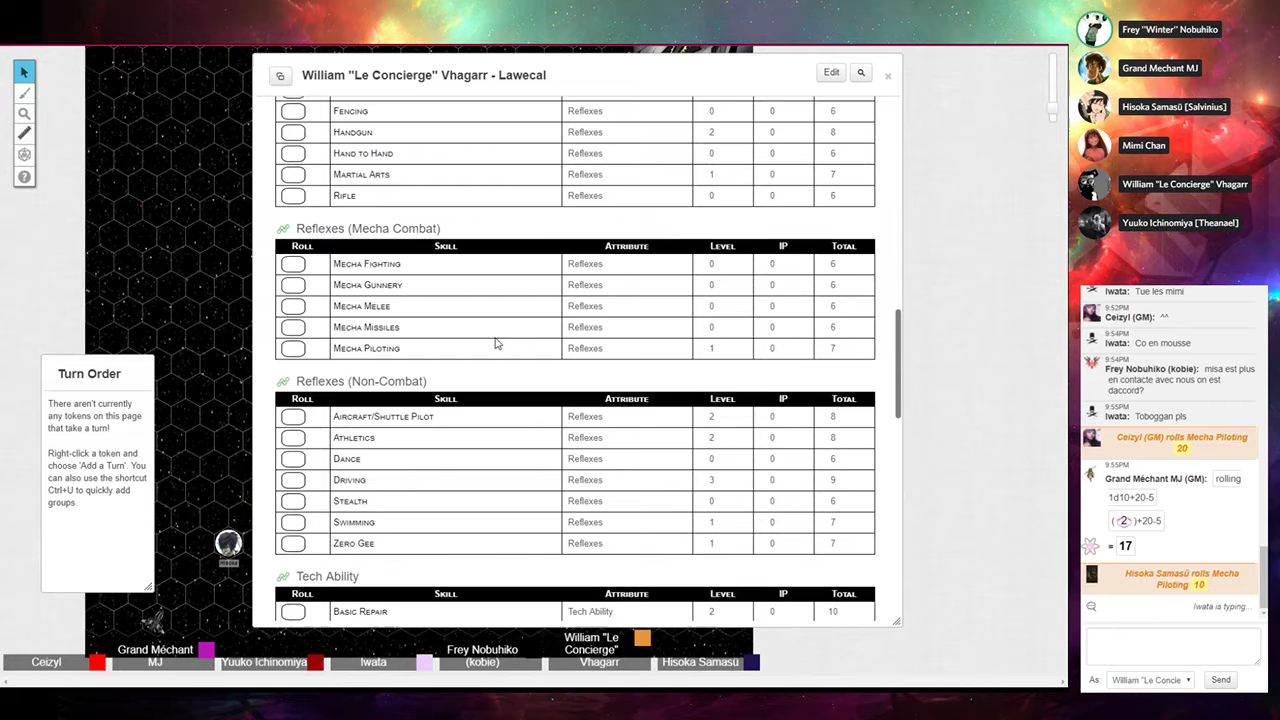 William "Le Concierge" Vhagarr - Lawecal
Edit
Fencing Reflexes 0 0 6
Handgun Reflexes 2 0 8
Hand to Hand Reflexes 0 0 6
Martial Arts Reflexes 1 0 7
Rifle Reflexes 0 0 6
Reflexes (Mecha Combat)
Roll Skill Attribute Level IP Total
Mecha Fighting Reflexes 0 0 6
Mecha Gunnery Reflexes 0 0 6
Mecha Melee Reflexes 0 0 6
Mecha Missiles Reflexes 0 0 6
Mecha Piloting Reflexes 1 0 7
Reflexes (Non-Combat)
Roll Skill Attribute Level IP Total
Aircraft/Shuttle Pilot Reflexes 2 0 8
Athletics Reflexes 2 0 8
Dance Reflexes 0 0 6
Driving Reflexes 3 0 9
Stealth Reflexes 0 0 6
Swimming Reflexes 1 0 7
Zero Gee Reflexes 1 0 7
Tech Ability
Roll Skill Attribute Level IP Total
Basic Repair Tech Ability 2 0 10
Turn Order
There aren't currently
any tokens on this page
that take a turn!
Right-click a token and
choose 'Add a Turn'. You
can also use the shortcut
Ctrl+U to quickly add
groups.
Ceizyl
Grand Méchant
MJ
Yuuko Ichinomiya
Iwata
Frey Nobuhiko
(kobie)
William "Le
Concierge"
Vhagarr
Hisoka Samasū
Frey "Winter" Nobuhiko
Grand Mechant MJ
Hisoka Samasū [Salvinius]
Mimi Chan
William "Le Concierge" Vhagarr
Yuuko Ichinomiya [Theanael]
Iwata: Tue les mimi
9:52PM
Ceizyl (GM): ^^
9:54PM
Iwata: Co en mousse
9:54PM
Frey Nobuhiko (kobie): misa est plus
en contacte avec nous on est
daccord?
9:55PM
Iwata: Toboggan pls
Ceizyl (GM) rolls Mecha Piloting
20
9:55PM
Grand Méchant MJ (GM): rolling
1d10+20-5
(2)+20-5
= 17
Hisoka Samasū rolls Mecha
Piloting 10
Iwata is typing...
As: William "Le Concie
Send